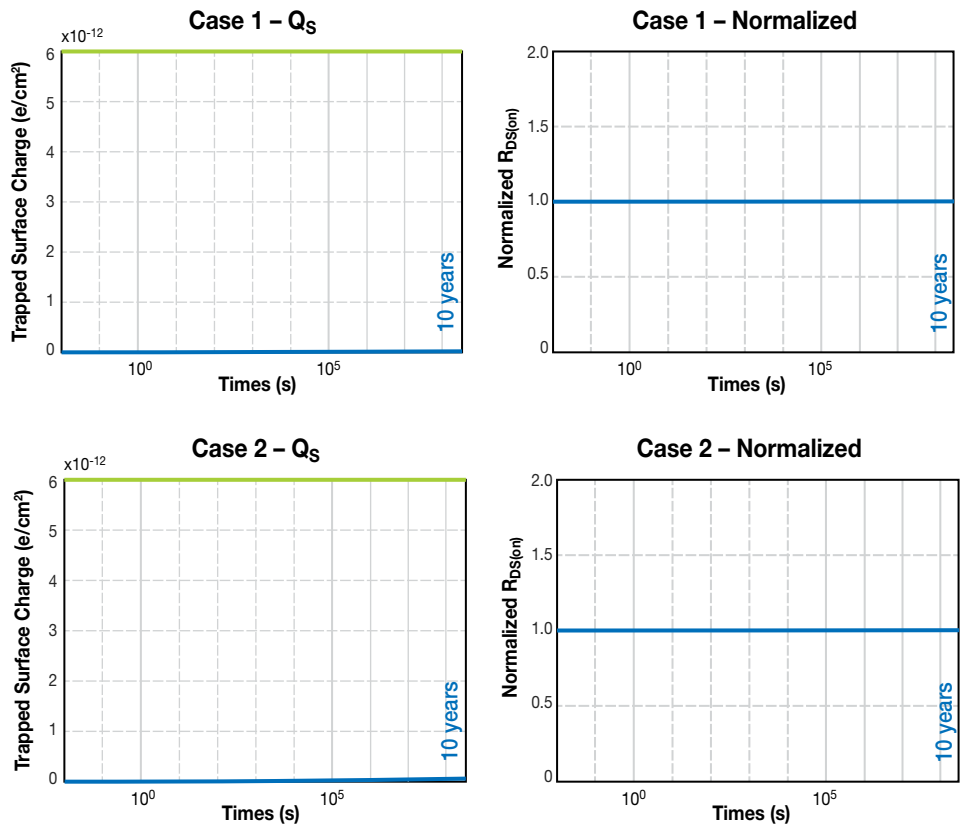 Case 1 – QS
x10-12
6
5
4
3
2
1
0
Trapped Surface Charge (e/cm²)
10 years
10⁰
10⁵
Times (s)
Case 1 – Normalized
2.0
1.5
1.0
0.5
0
Normalized RDS(on)
10 years
10⁰
10⁵
Times (s)
Case 2 – QS
x10-12
6
5
4
3
2
1
0
Trapped Surface Charge (e/cm²)
10 years
10⁰
10⁵
Times (s)
Case 2 – Normalized
2.0
1.5
1.0
0.5
0
Normalized RDS(on)
10 years
10⁰
10⁵
Times (s)